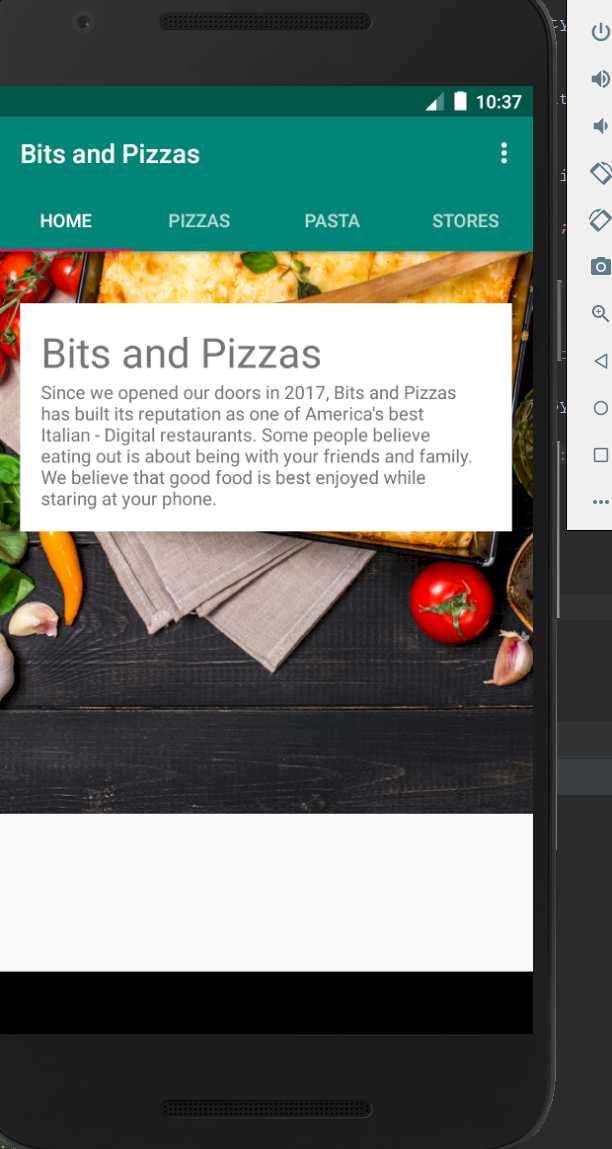 10:37
Bits and Pizzas
HOME PIZZAS PASTA STORES
Bits and Pizzas
Since we opened our doors in 2017, Bits and Pizzas
has built its reputation as one of America's best
Italian - Digital restaurants. Some people believe
eating out is about being with your friends and family.
We believe that good food is best enjoyed while
staring at your phone.